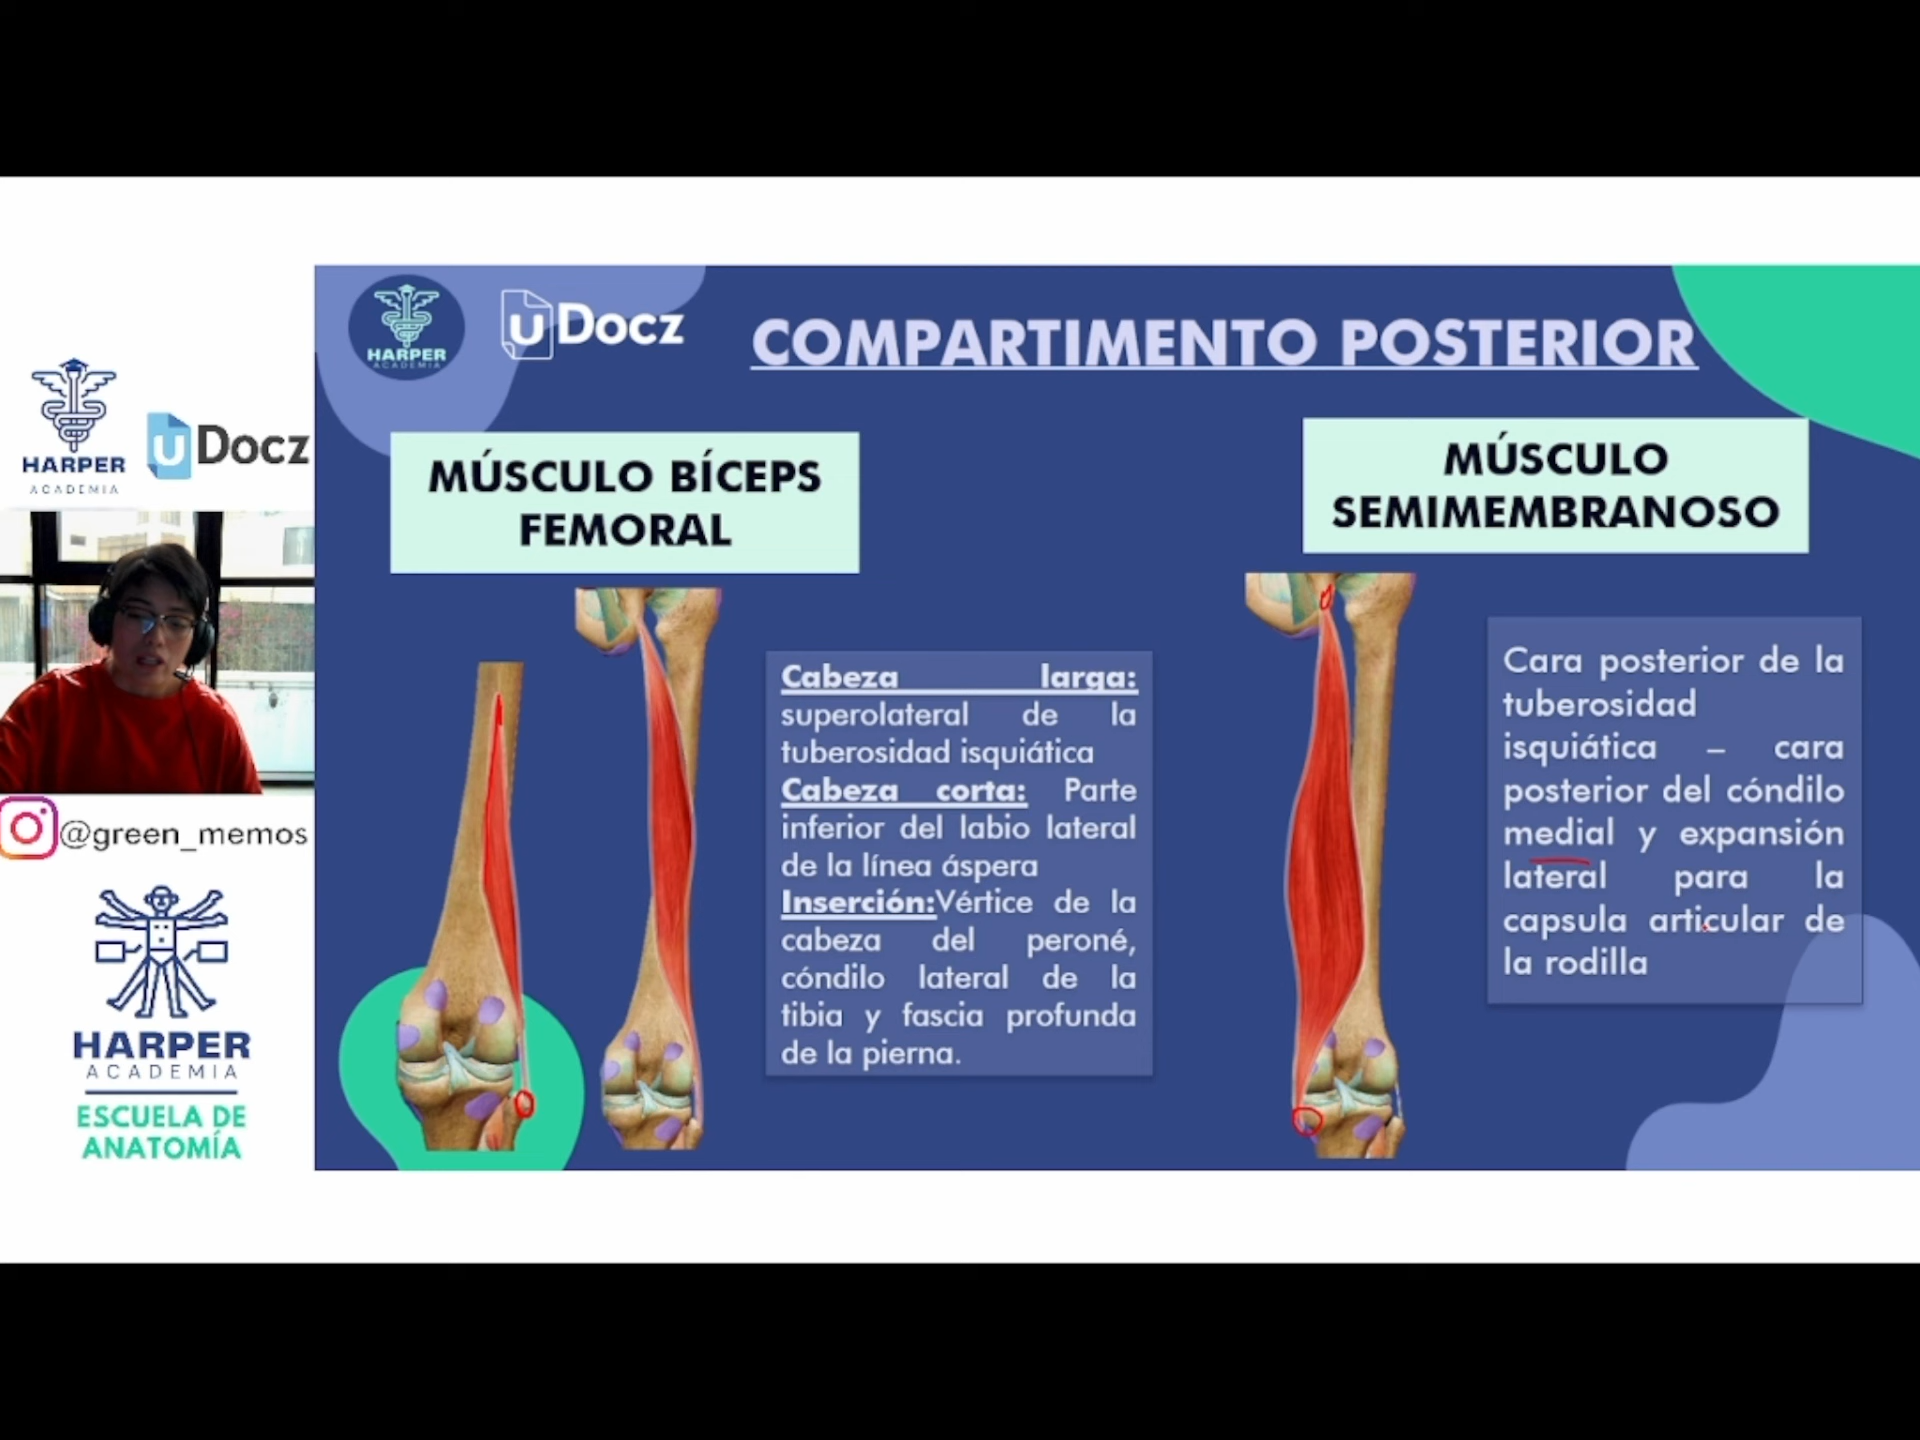 HARPER
ACADEMIA
uDocz
@green_memos
HARPER
ACADEMIA
ESCUELA DE
ANATOMÍA
HARPER
ACADEMIA
uDocz
COMPARTIMENTO POSTERIOR
MÚSCULO BÍCEPS
FEMORAL
Cabeza larga:
superolateral de la
tuberosidad isquiática
Cabeza corta: Parte
inferior del labio lateral
de la línea áspera
Inserción:Vértice de la
cabeza del peroné,
cóndilo lateral de la
tibia y fascia profunda
de la pierna.
MÚSCULO
SEMIMEMBRANOSO
Cara posterior de la
tuberosidad
isquiática – cara
posterior del cóndilo
medial y expansión
lateral para la
capsula articular de
la rodilla